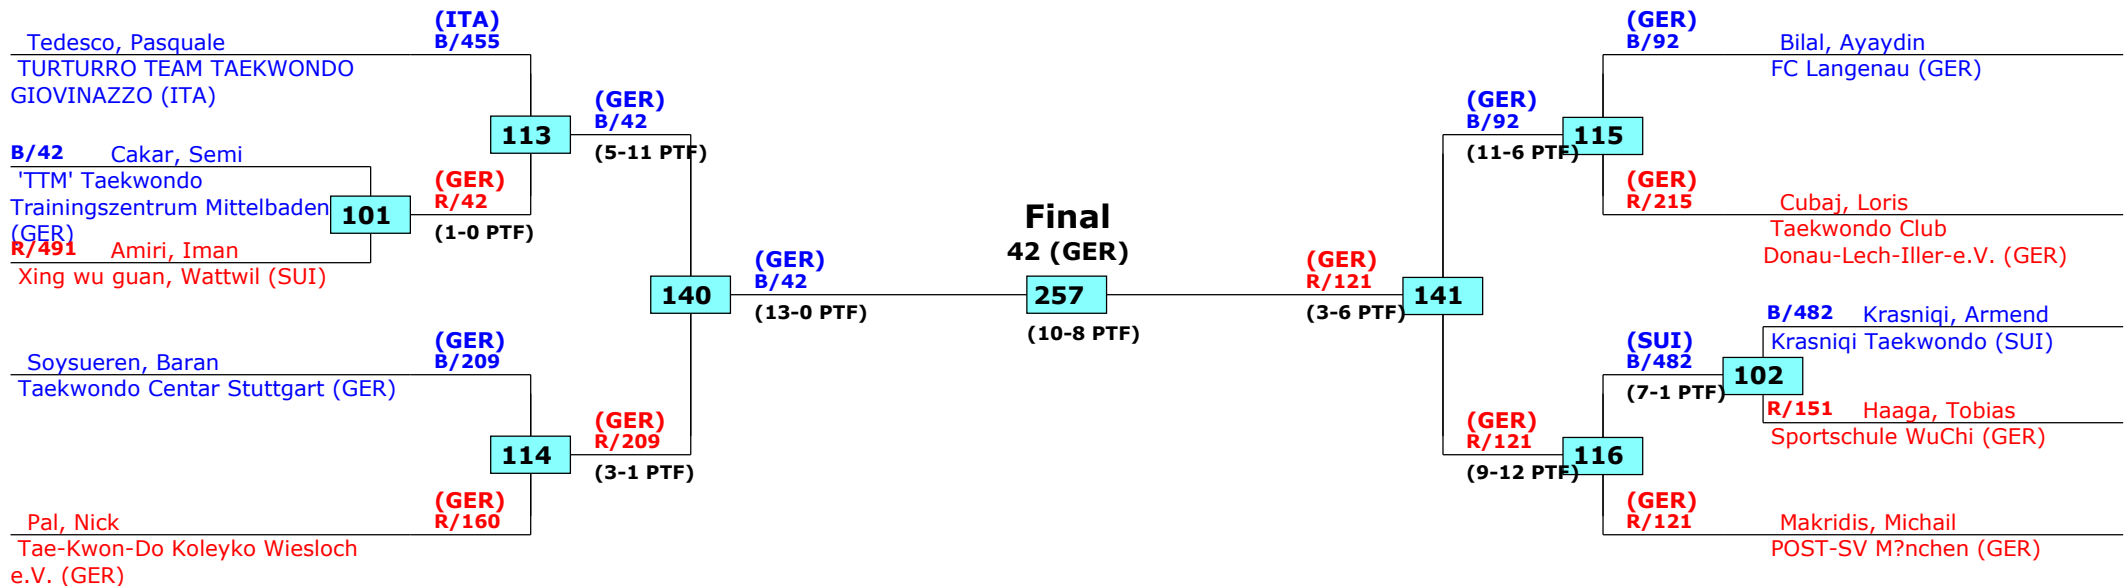 (ITA)
B/455
Tedesco, Pasquale
TURTURRO TEAM TAEKWONDO
GIOVINAZZO (ITA)
113
(GER)
B/42
(5-11 PTF)
B/42 Cakar, Semi
'TTM' Taekwondo
Trainingszentrum Mittelbaden
(GER)
101
(GER)
R/42
(1-0 PTF)
R/491 Amiri, Iman
Xing wu guan, Wattwil (SUI)
140
(GER)
B/42
(13-0 PTF)
Soysueren, Baran
Taekwondo Centar Stuttgart (GER)
(GER)
B/209
114
(GER)
R/209
(3-1 PTF)
(GER)
R/160
Pal, Nick
Tae-Kwon-Do Koleyko Wiesloch
e.V. (GER)
Final
42 (GER)
257
(10-8 PTF)
(GER)
R/121
(3-6 PTF)
141
(GER)
B/92
(11-6 PTF)
115
(GER)
B/92
Bilal, Ayaydin
FC Langenau (GER)
(GER)
R/215
Cubaj, Loris
Taekwondo Club
Donau-Lech-Iller-e.V. (GER)
B/482 Krasniqi, Armend
Krasniqi Taekwondo (SUI)
(SUI)
B/482
(7-1 PTF)
102
R/151 Haaga, Tobias
Sportschule WuChi (GER)
(GER)
R/121
(9-12 PTF)
116
(GER)
R/121
Makridis, Michail
POST-SV M?nchen (GER)